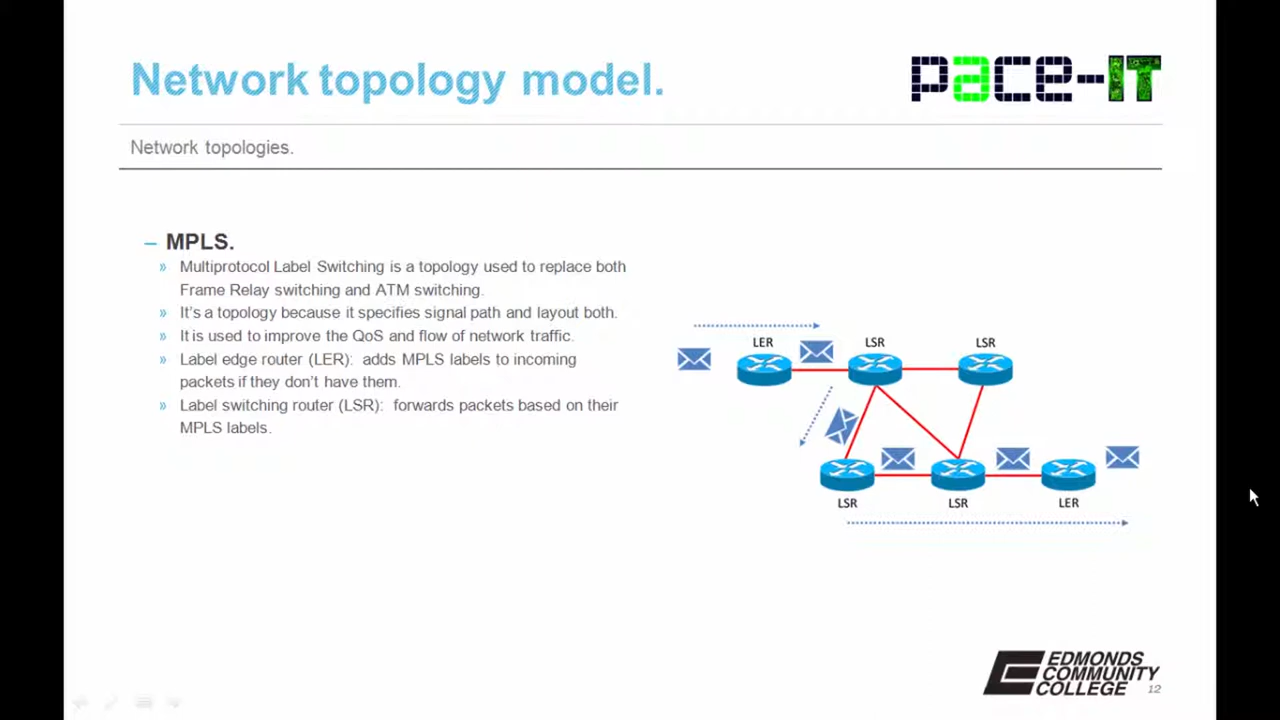 Network topology model.
pace-IT
Network topologies.
– MPLS.
» Multiprotocol Label Switching is a topology used to replace both
Frame Relay switching and ATM switching.
» It's a topology because it specifies signal path and layout both.
» It is used to improve the QoS and flow of network traffic.
» Label edge router (LER): adds MPLS labels to incoming
packets if they don't have them.
» Label switching router (LSR): forwards packets based on their
MPLS labels.
LER
LSR
LSR
LSR
LSR
LER
EDMONDS
COMMUNITY
COLLEGE
12